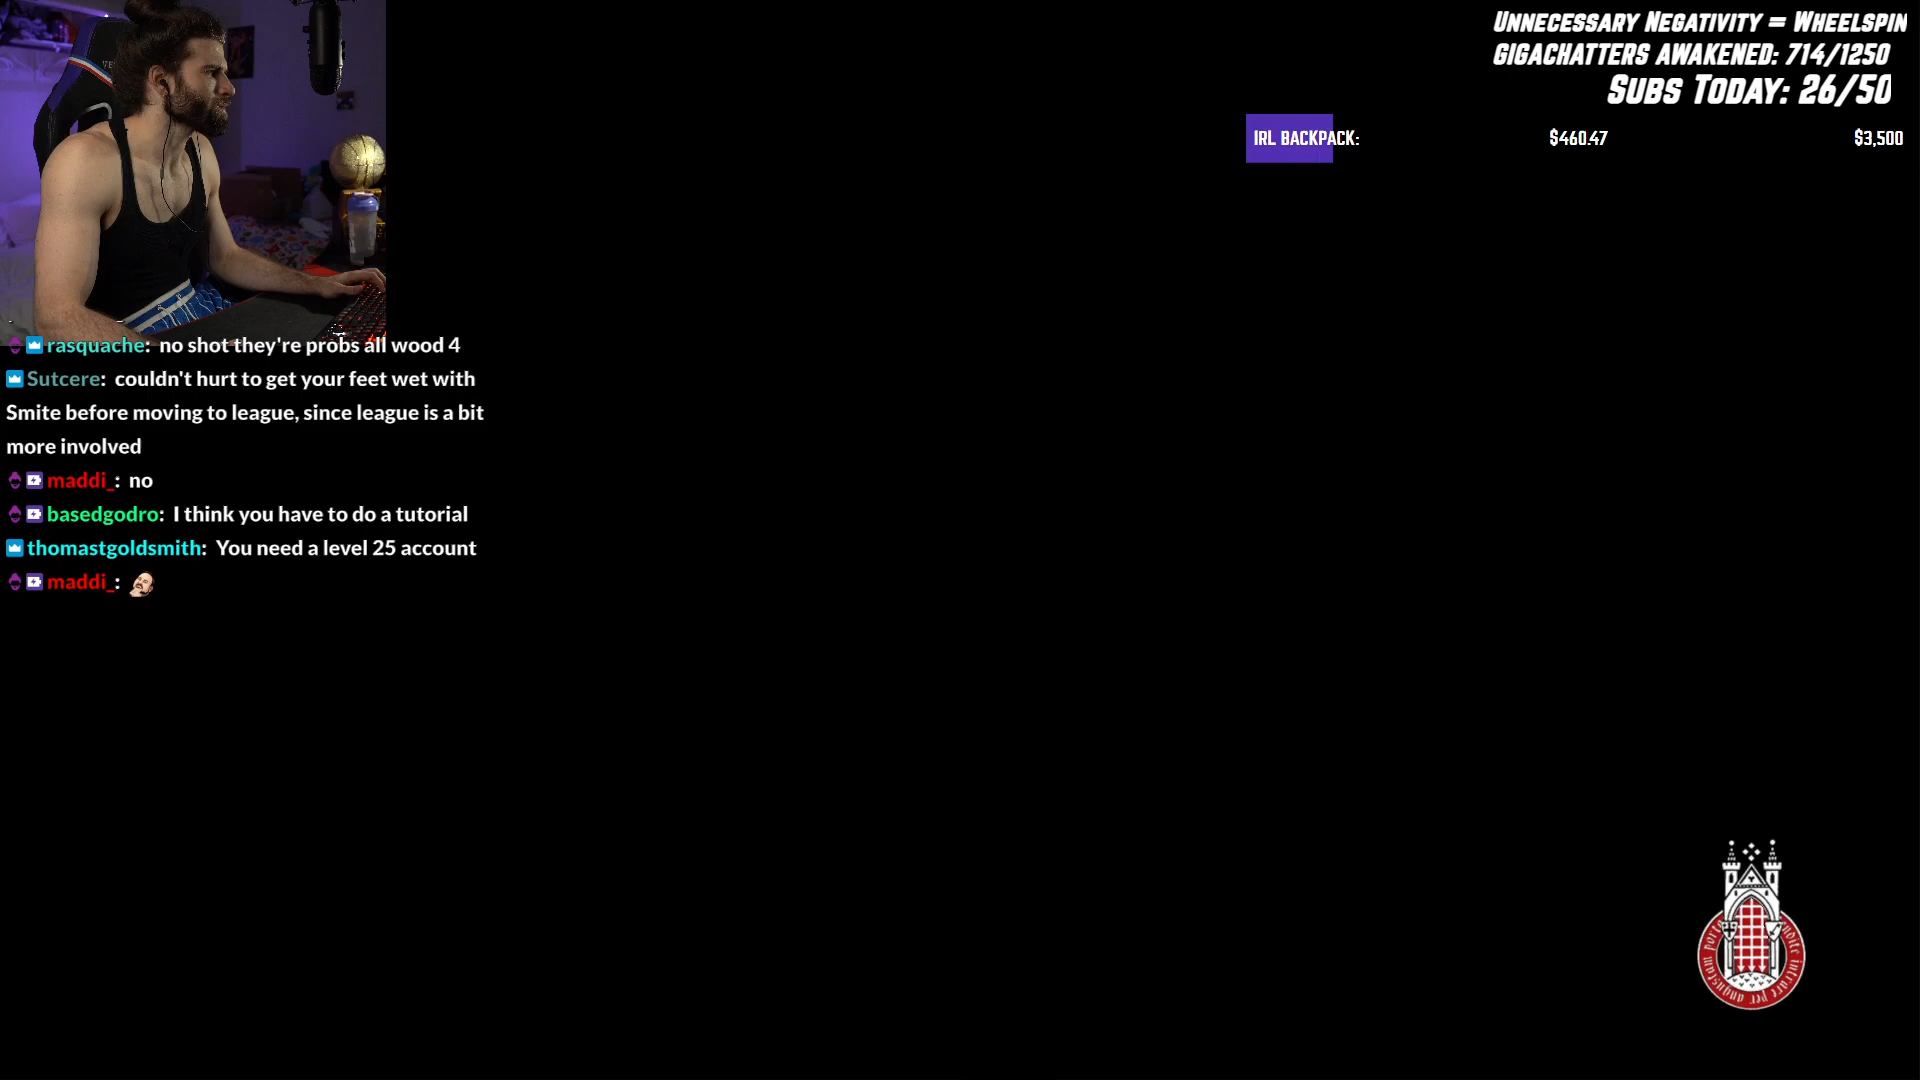 UNNECESSARY NEGATIVITY = WHEELSPIN
GIGACHATTERS AWAKENED: 714/1250
SUBS TODAY: 26/50
IRL BACKPACK: $460.47 $3,500
rasquache: no shot they're probs all wood 4
Sutcere: couldn't hurt to get your feet wet with
Smite before moving to league, since league is a bit
more involved
maddi_: no
basedgodro: I think you have to do a tutorial
thomastgoldsmith: You need a level 25 account
maddi_: